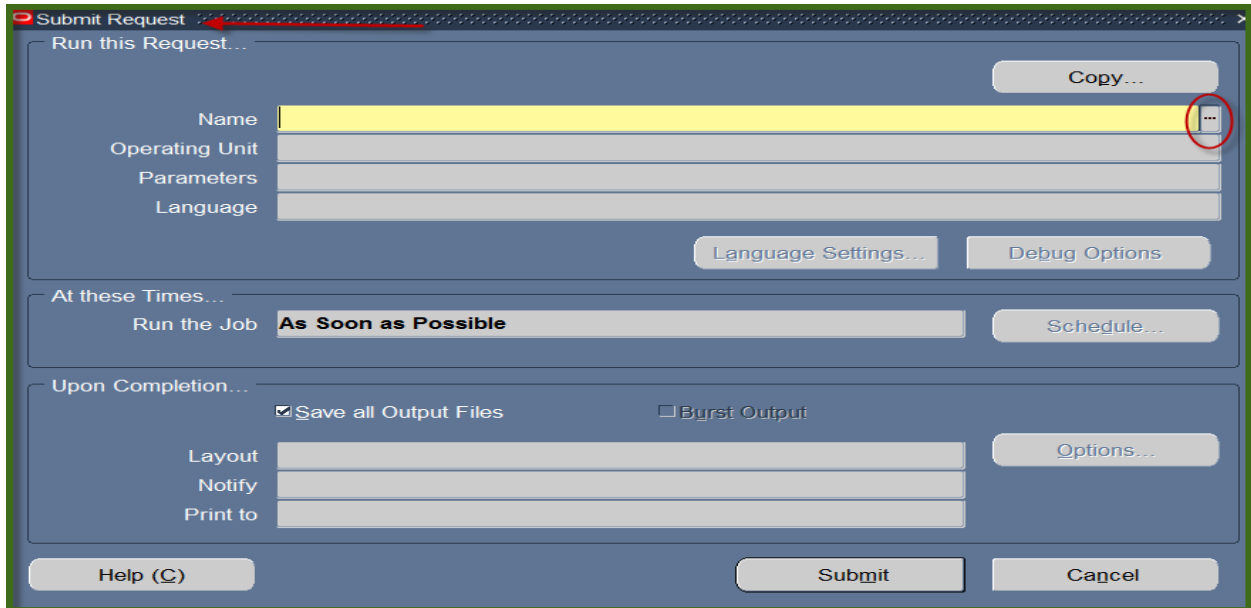 Submit Request
Run this Request...
Copy...
Name
...
Operating Unit
Parameters
Language
Language Settings...
Debug Options
At these Times...
Run the Job As Soon as Possible
Schedule...
Upon Completion...
Save all Output Files
Burst Output
Layout
Options...
Notify
Print to
Help (C)
Submit
Cancel